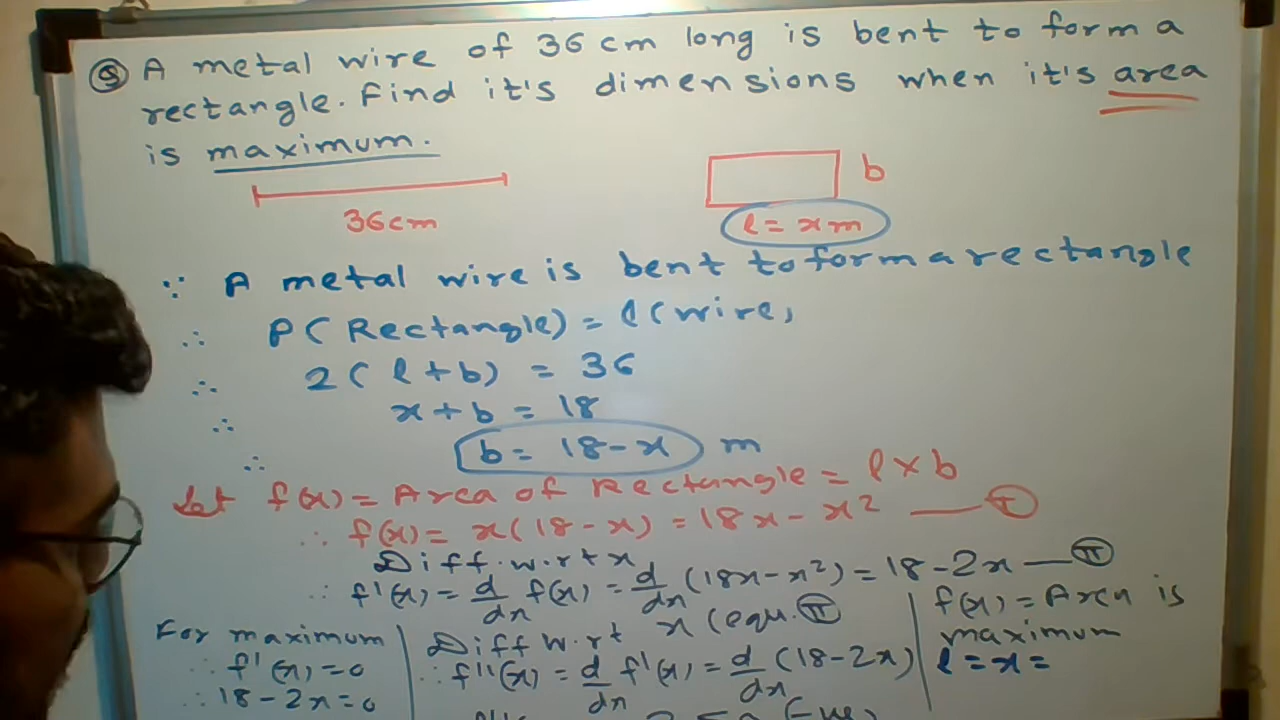 Q A metal wire of 36 cm long is bent to form a
rectangle. Find it's dimensions when it's area
is maximum.
36cm
b
l = x m
∵ A metal wire is bent to form a rectangle
∴ P(Rectangle) = l(wire)
∴ 2(l + b) = 36
∴ x + b = 18
∴ b = 18 - x m
Let f(x) = Area of Rectangle = l × b
∴ f(x) = x(18 - x) = 18x - x² — I
Diff. w.r.t x
∴ f'(x) = d/dx f(x) = d/dx (18x - x²) = 18 - 2x — II
For maximum
∴ f'(x) = 0
∴ 18 - 2x = 0
Diff w.r.t x (equ. II
∴ f''(x) = d/dx f'(x) = d/dx (18 - 2x)
f(x) = Area is
maximum
l = x =